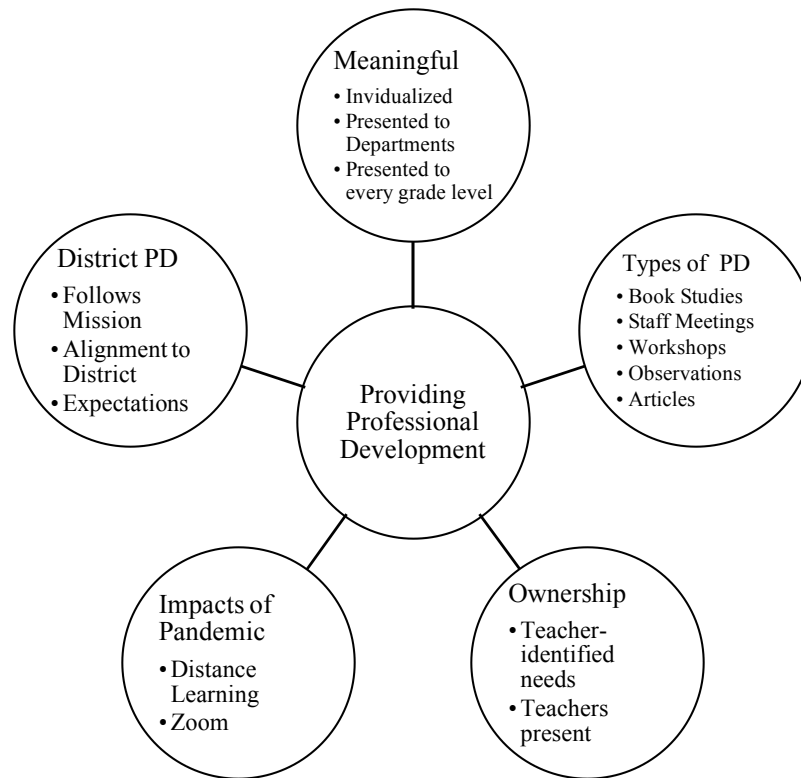 Meaningful
• Invidualized
• Presented to
Departments
• Presented to
every grade level
District PD
• Follows
Mission
• Alignment to
District
• Expectations
Types of PD
• Book Studies
• Staff Meetings
• Workshops
• Observations
• Articles
Providing
Professional
Development
Impacts of
Pandemic
• Distance
Learning
• Zoom
Ownership
• Teacher-
identified
needs
• Teachers
present